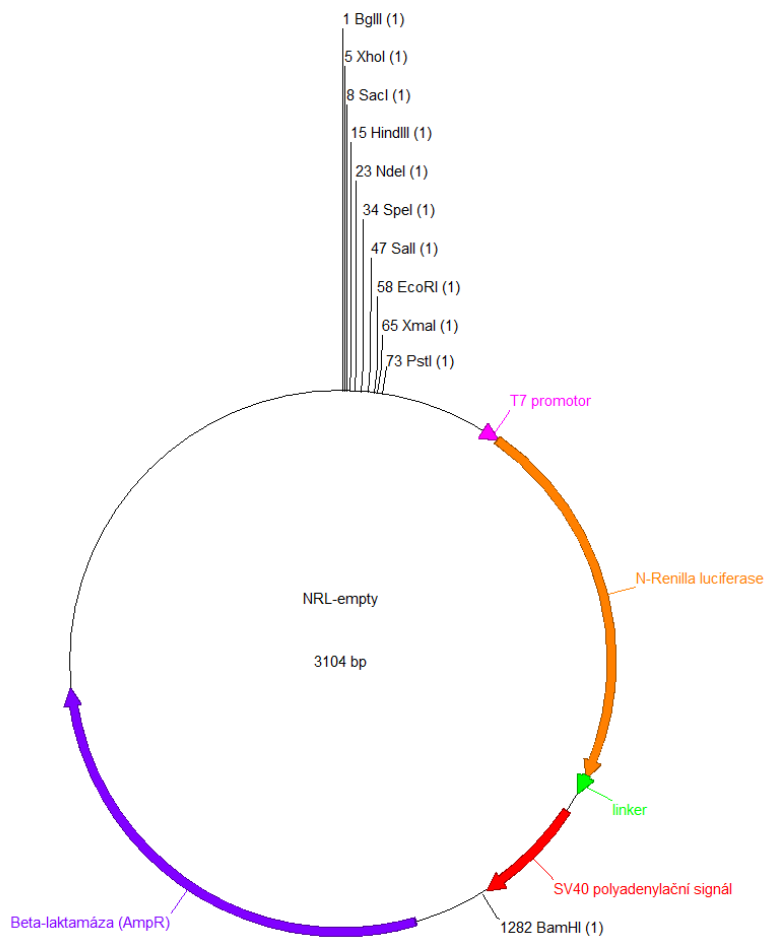 1 BglII (1)
5 XhoI (1)
8 SacI (1)
15 HindIII (1)
23 NdeI (1)
34 SpeI (1)
47 SalI (1)
58 EcoRI (1)
65 XmaI (1)
73 PstI (1)
T7 promotor
N-Renilla luciferase
NRL-empty
3104 bp
linker
SV40 polyadenylační signál
Beta-laktamáza (AmpR)
1282 BamHI (1)